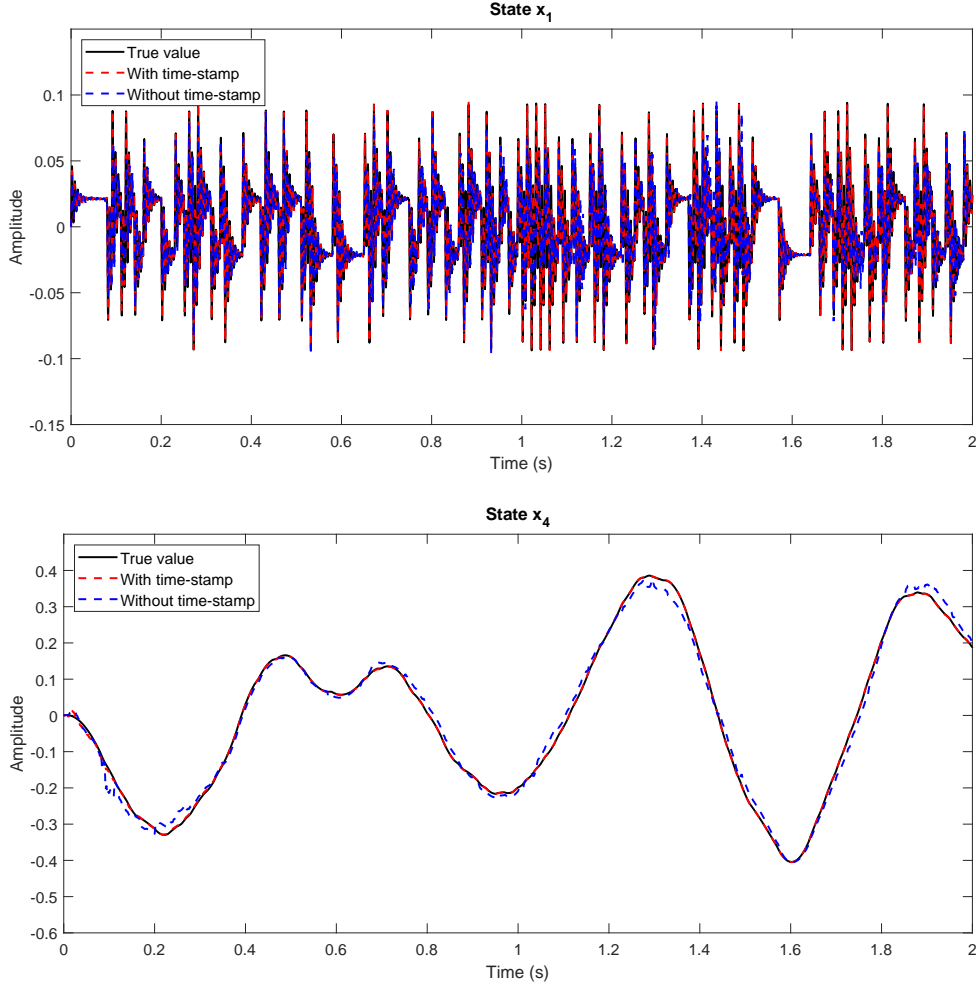 State x1
Amplitude
0.1
0.05
0
-0.05
-0.1
-0.15
True value
With time-stamp
Without time-stamp
0 0.2 0.4 0.6 0.8 1 1.2 1.4 1.6 1.8 2
Time (s)
State x4
Amplitude
0.4
0.3
0.2
0.1
0
-0.1
-0.2
-0.3
-0.4
-0.5
-0.6
True value
With time-stamp
Without time-stamp
0 0.2 0.4 0.6 0.8 1 1.2 1.4 1.6 1.8 2
Time (s)